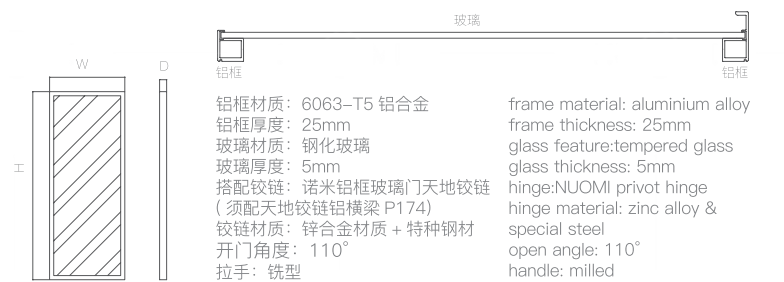 玻璃
铝框
铝框
W
D
H
铝框材质：6063-T5 铝合金
铝框厚度：25mm
玻璃材质：钢化玻璃
玻璃厚度：5mm
搭配铰链：诺米铝框玻璃门天地铰链
( 须配天地铰链铝横梁 P174)
铰链材质：锌合金材质 + 特种钢材
开门角度：110°
拉手：铣型
frame material: aluminium alloy
frame thickness: 25mm
glass feature:tempered glass
glass thickness: 5mm
hinge:NUOMI privot hinge
hinge material: zinc alloy &
special steel
open angle: 110°
handle: milled